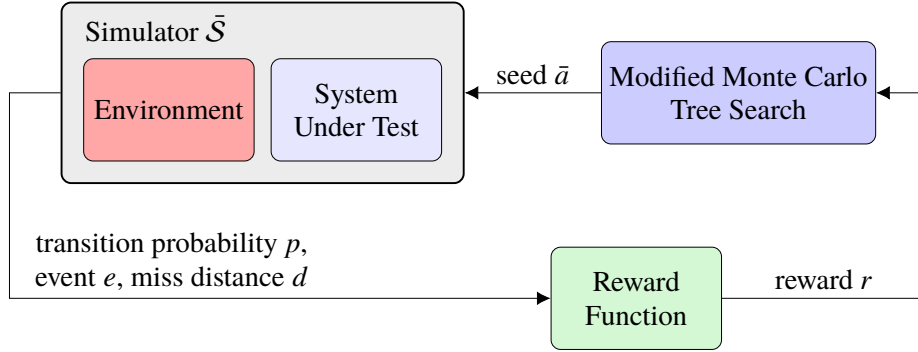 Simulator S̄
Environment
System
Under Test
seed ā
Modified Monte Carlo
Tree Search
transition probability p,
event e, miss distance d
Reward
Function
reward r